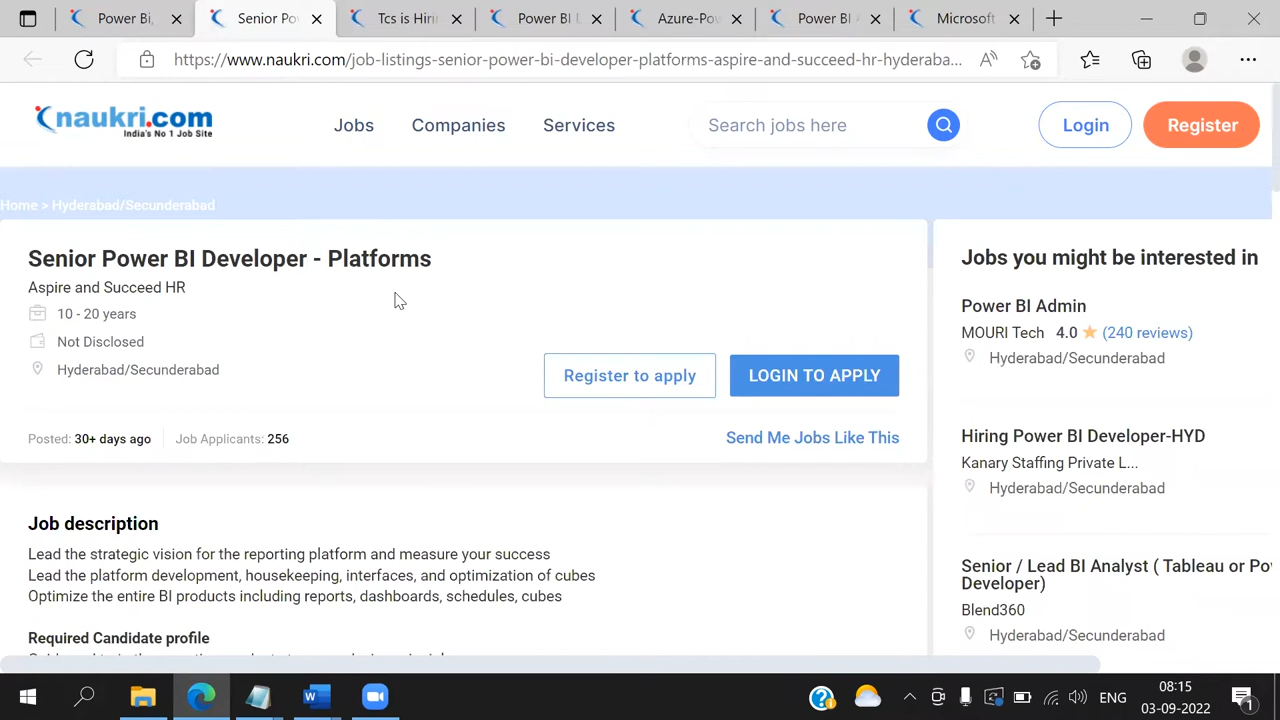 Power Bi,
Senior Po
Tcs is Hiri
Power BI
Azure-Pow
Power BI
Microsoft
https://www.naukri.com/job-listings-senior-power-bi-developer-platforms-aspire-and-succeed-hr-hyderaba...
naukri.com
India's No 1 Job Site
Jobs
Companies
Services
Search jobs here
Login
Register
Home > Hyderabad/Secunderabad
Senior Power BI Developer - Platforms
Aspire and Succeed HR
10 - 20 years
Not Disclosed
Hyderabad/Secunderabad
Register to apply
LOGIN TO APPLY
Posted: 30+ days ago
Job Applicants: 256
Send Me Jobs Like This
Job description
Lead the strategic vision for the reporting platform and measure your success
Lead the platform development, housekeeping, interfaces, and optimization of cubes
Optimize the entire BI products including reports, dashboards, schedules, cubes
Required Candidate profile
Jobs you might be interested in
Power BI Admin
MOURI Tech 4.0 (240 reviews)
Hyderabad/Secunderabad
Hiring Power BI Developer-HYD
Kanary Staffing Private L...
Hyderabad/Secunderabad
Senior / Lead BI Analyst ( Tableau or Po
Developer)
Blend360
Hyderabad/Secunderabad
ENG
08:15
03-09-2022
1